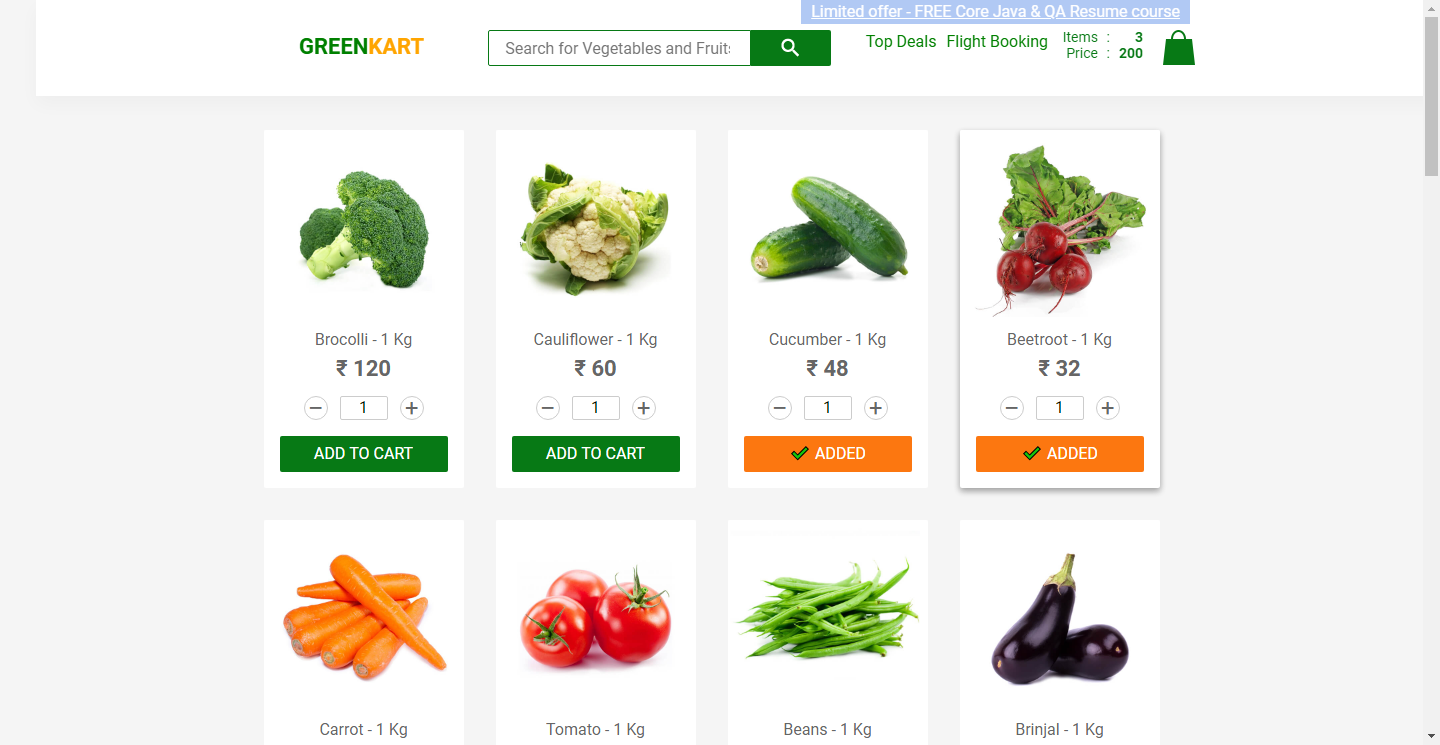 Limited offer - FREE Core Java & QA Resume course
GREENKART
Search for Vegetables and Fruit
Top Deals Flight Booking
Items : 3
Price : 200
Brocolli - 1 Kg
₹ 120
− 1 +
ADD TO CART
Cauliflower - 1 Kg
₹ 60
− 1 +
ADD TO CART
Cucumber - 1 Kg
₹ 48
− 1 +
✔ ADDED
Beetroot - 1 Kg
₹ 32
− 1 +
✔ ADDED
Carrot - 1 Kg
Tomato - 1 Kg
Beans - 1 Kg
Brinjal - 1 Kg